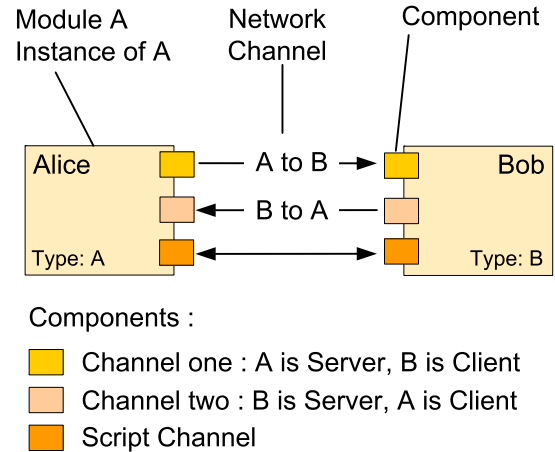 Module A
Instance of A
Network
Channel
Component
Alice
A to B
Bob
B to A
Type: A
Type: B
Components :
Channel one : A is Server, B is Client
Channel two : B is Server, A is Client
Script Channel